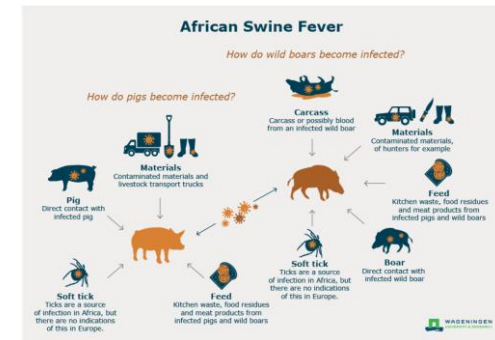 African Swine Fever
How do wild boars become infected?
How do pigs become infected?
Carcass
Carcass or possibly blood
from an infected wild boar
Materials
Contaminated materials,
of hunters for example
Materials
Contaminated materials and
livestock transport trucks
Pig
Direct contact with
infected pig
Feed
Kitchen waste, food residues
and meat products from
infected pigs and wild boars
Boar
Direct contact with
infected wild boar
Soft tick
Ticks are a source
of infection in Africa, but
there are no indications
of this in Europe.
Feed
Kitchen waste, food residues
and meat products from
infected pigs and wild boars
Soft tick
Ticks are a source
of infection in Africa, but
there are no indications
of this in Europe.
WAGENINGEN
UNIVERSITY & RESEARCH